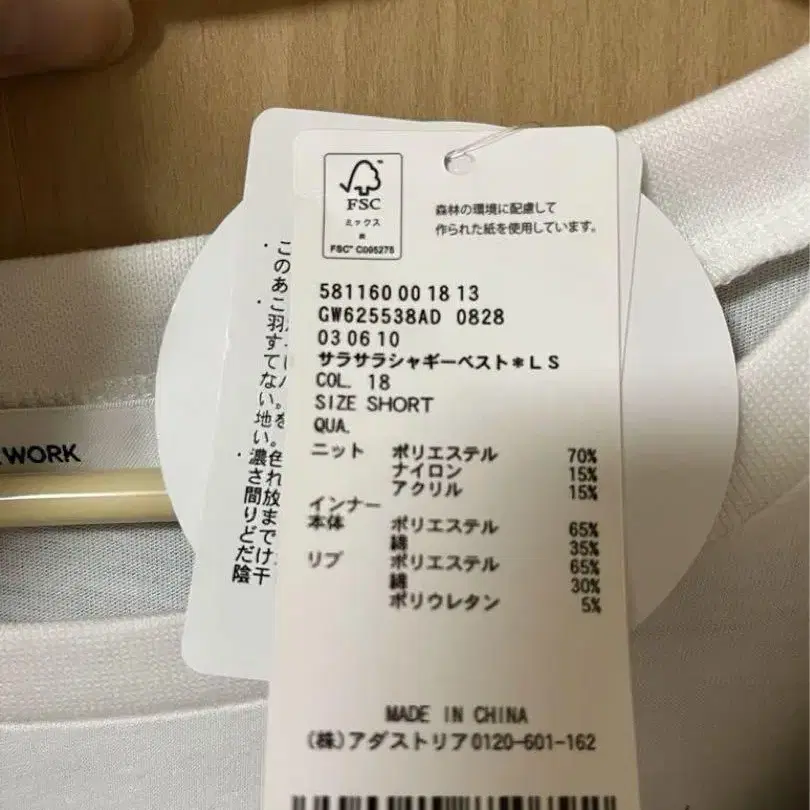 FSC
ミックス
紙
FSC™ C005275
森林の環境に配慮して
作られた紙を使用しています。
581160 00 18 13
GW625538AD 0828
03 06 10
サラサラシャギーベスト*LS
COL. 18
SIZE SHORT
QUA.
ニット ポリエステル 70%
ナイロン 15%
アクリル 15%
インナー
本体 ポリエステル 65%
綿 35%
リブ ポリエステル 65%
綿 30%
ポリウレタン 5%
MADE IN CHINA
(株)アダストリア0120-601-162
WORK